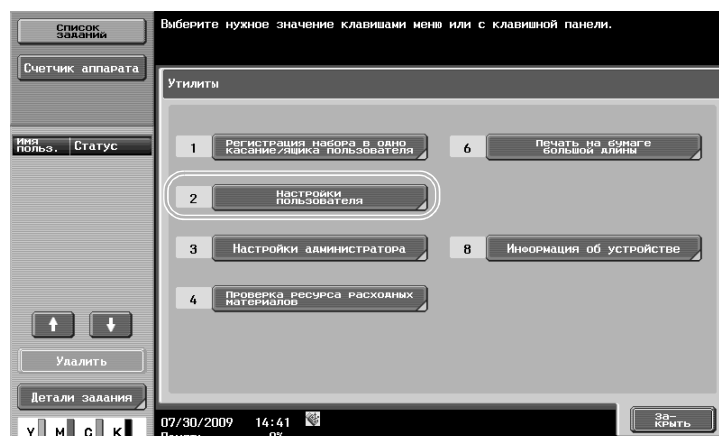 Список
заданий
Выберите нужное значение клавишами меню или с клавишной панели.
Счетчик аппарата
Утилиты
Имя
польз.
Статус
1
Регистрация набора в одно
касание/ящика пользователя
6
Печать на бумаге
большой длины
2
Настройки
пользователя
3
Настройки администратора
8
Информация об устройстве
4
Проверка ресурса расходных
материалов
Удалить
Детали задания
За-
крыть
07/30/2009 14:41
Y M C K
Память 0%